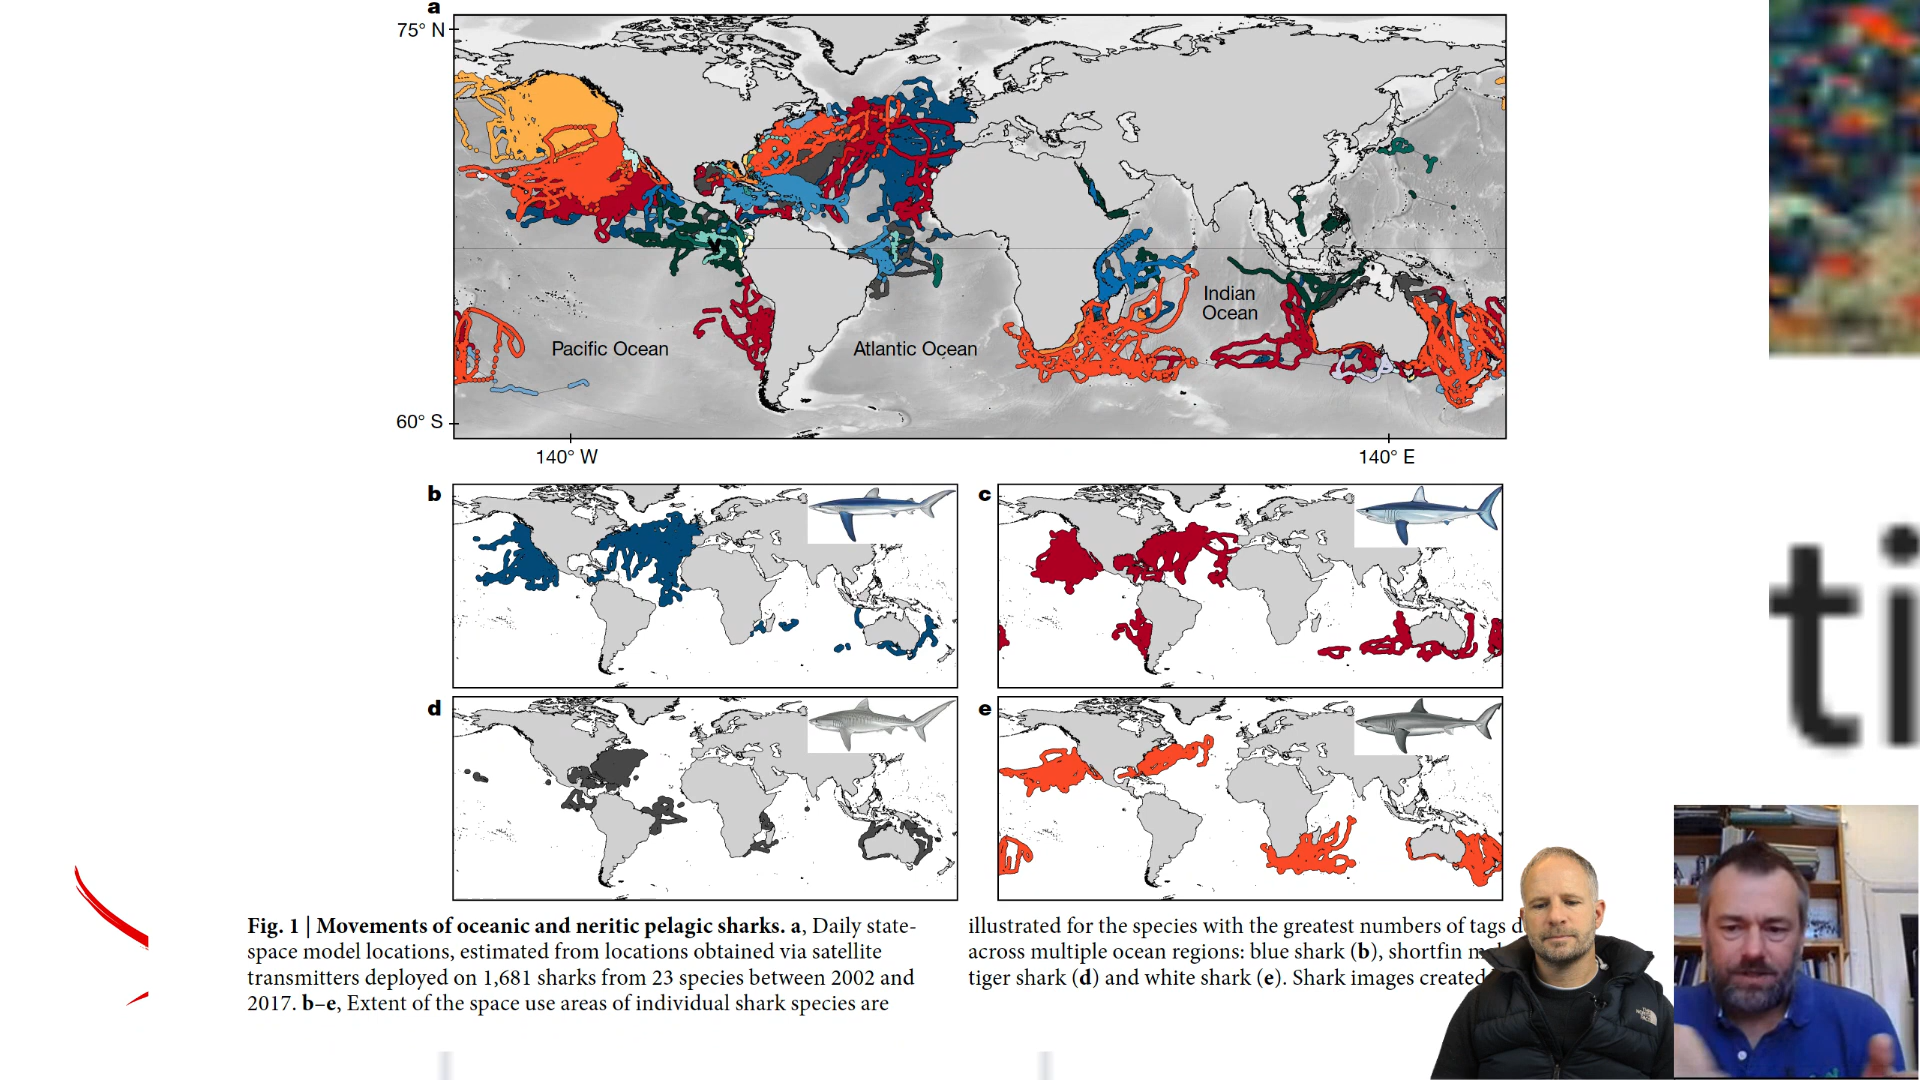 a
75° N
Indian
Ocean
Pacific Ocean
Atlantic Ocean
60° S
140° W
140° E
b
c
d
e
Fig. 1 | Movements of oceanic and neritic pelagic sharks. a, Daily state-
space model locations, estimated from locations obtained via satellite
transmitters deployed on 1,681 sharks from 23 species between 2002 and
2017. b–e, Extent of the space use areas of individual shark species are
illustrated for the species with the greatest numbers of tags d
across multiple ocean regions: blue shark (b), shortfin m
tiger shark (d) and white shark (e). Shark images created
ti